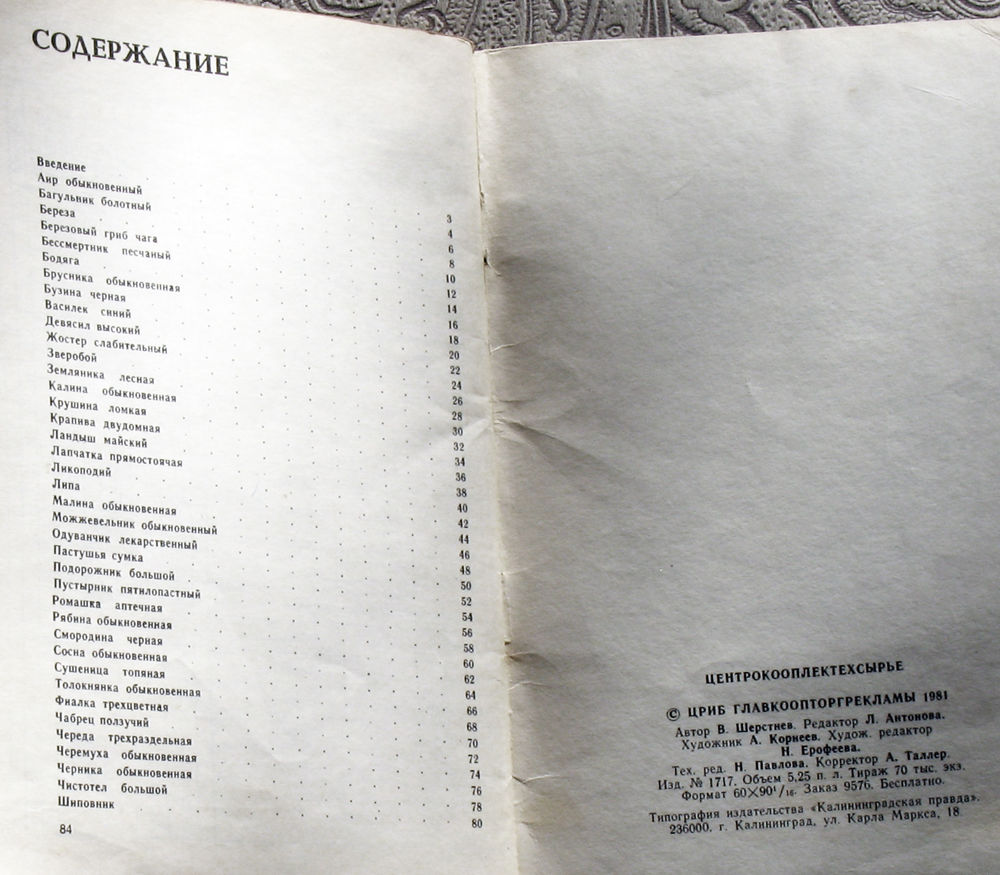 СОДЕРЖАНИЕ
Введение 3
Аир обыкновенный 4
Багульник болотный 6
Береза 8
Березовый гриб чага 10
Бессмертник песчаный 12
Бодяга 14
Брусника обыкновенная 16
Бузина черная 18
Василек синий 20
Девясил высокий 22
Жостер слабительный 24
Зверобой 26
Земляника лесная 28
Калина обыкновенная 30
Крушина ломкая 32
Крапива двудомная 34
Ландыш майский 36
Лапчатка прямостоячая 38
Ликоподий 40
Липа 42
Малина обыкновенная 44
Можжевельник обыкновенный 46
Одуванчик лекарственный 48
Пастушья сумка 50
Подорожник большой 52
Пустырник пятилопастный 54
Ромашка аптечная 56
Рябина обыкновенная 58
Смородина черная 60
Сосна обыкновенная 62
Сушеница топяная 64
Толокнянка обыкновенная 66
Фиалка трехцветная 68
Чабрец ползучий 70
Череда трехраздельная 72
Черемуха обыкновенная 74
Черника обыкновенная 76
Чистотел большой 78
Шиповник 80
84
ЦЕНТРОКООПЛЕКТЕХСЫРЬЕ
© ЦРИБ ГЛАВКООПТОРГРЕКЛАМЫ 1981
Автор В. Шерстнев. Редактор Л. Антонова.
Художник А. Корнеев. Худож. редактор
Н. Ерофеева.
Тех. ред. Н. Павлова. Корректор А. Таллер.
Изд. № 1717. Объем 5,25 п. л. Тираж 70 тыс. экз.
Формат 60×90¹/₁₆. Заказ 9576. Бесплатно.
Типография издательства «Калининградская правда».
236000, г. Калининград, ул. Карла Маркса, 18.